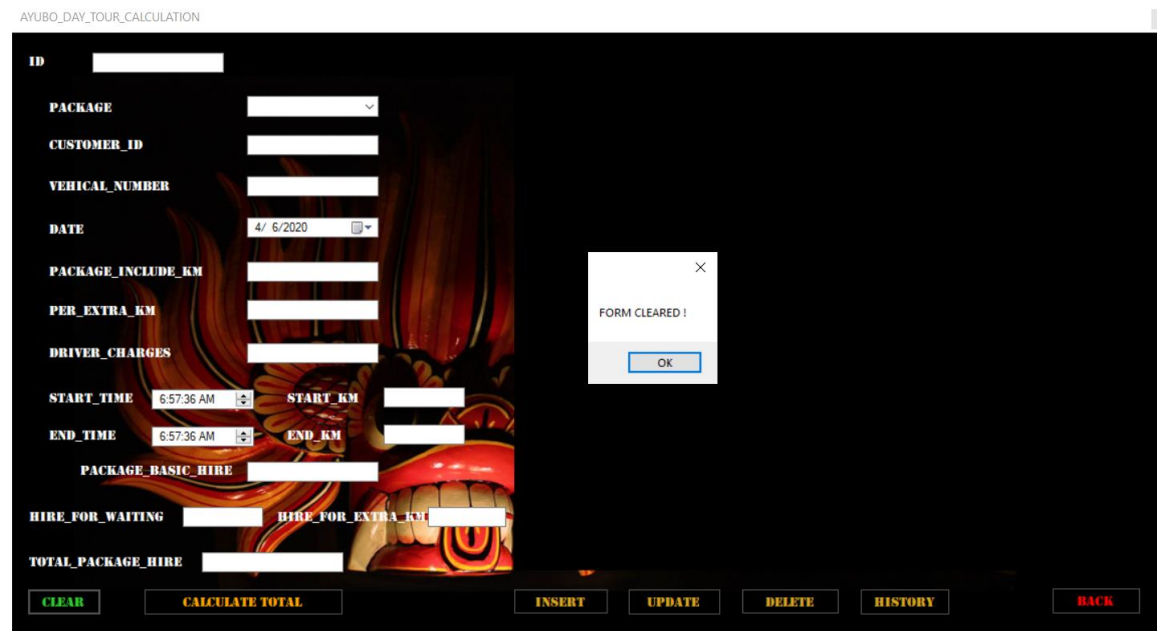 AYUBO_DAY_TOUR_CALCULATION
ID
PACKAGE
CUSTOMER_ID
VEHICAL_NUMBER
DATE 4/ 6/2020
PACKAGE_INCLUDE_KM
PER_EXTRA_KM
DRIVER_CHARGES
START_TIME 6:57:36 AM START_KM
END_TIME 6:57:36 AM END_KM
PACKAGE_BASIC_HIRE
HIRE_FOR_WAITING HIRE_FOR_EXTRA_KM
TOTAL_PACKAGE_HIRE
CLEAR CALCULATE TOTAL INSERT UPDATE DELETE HISTORY BACK
FORM CLEARED !
OK